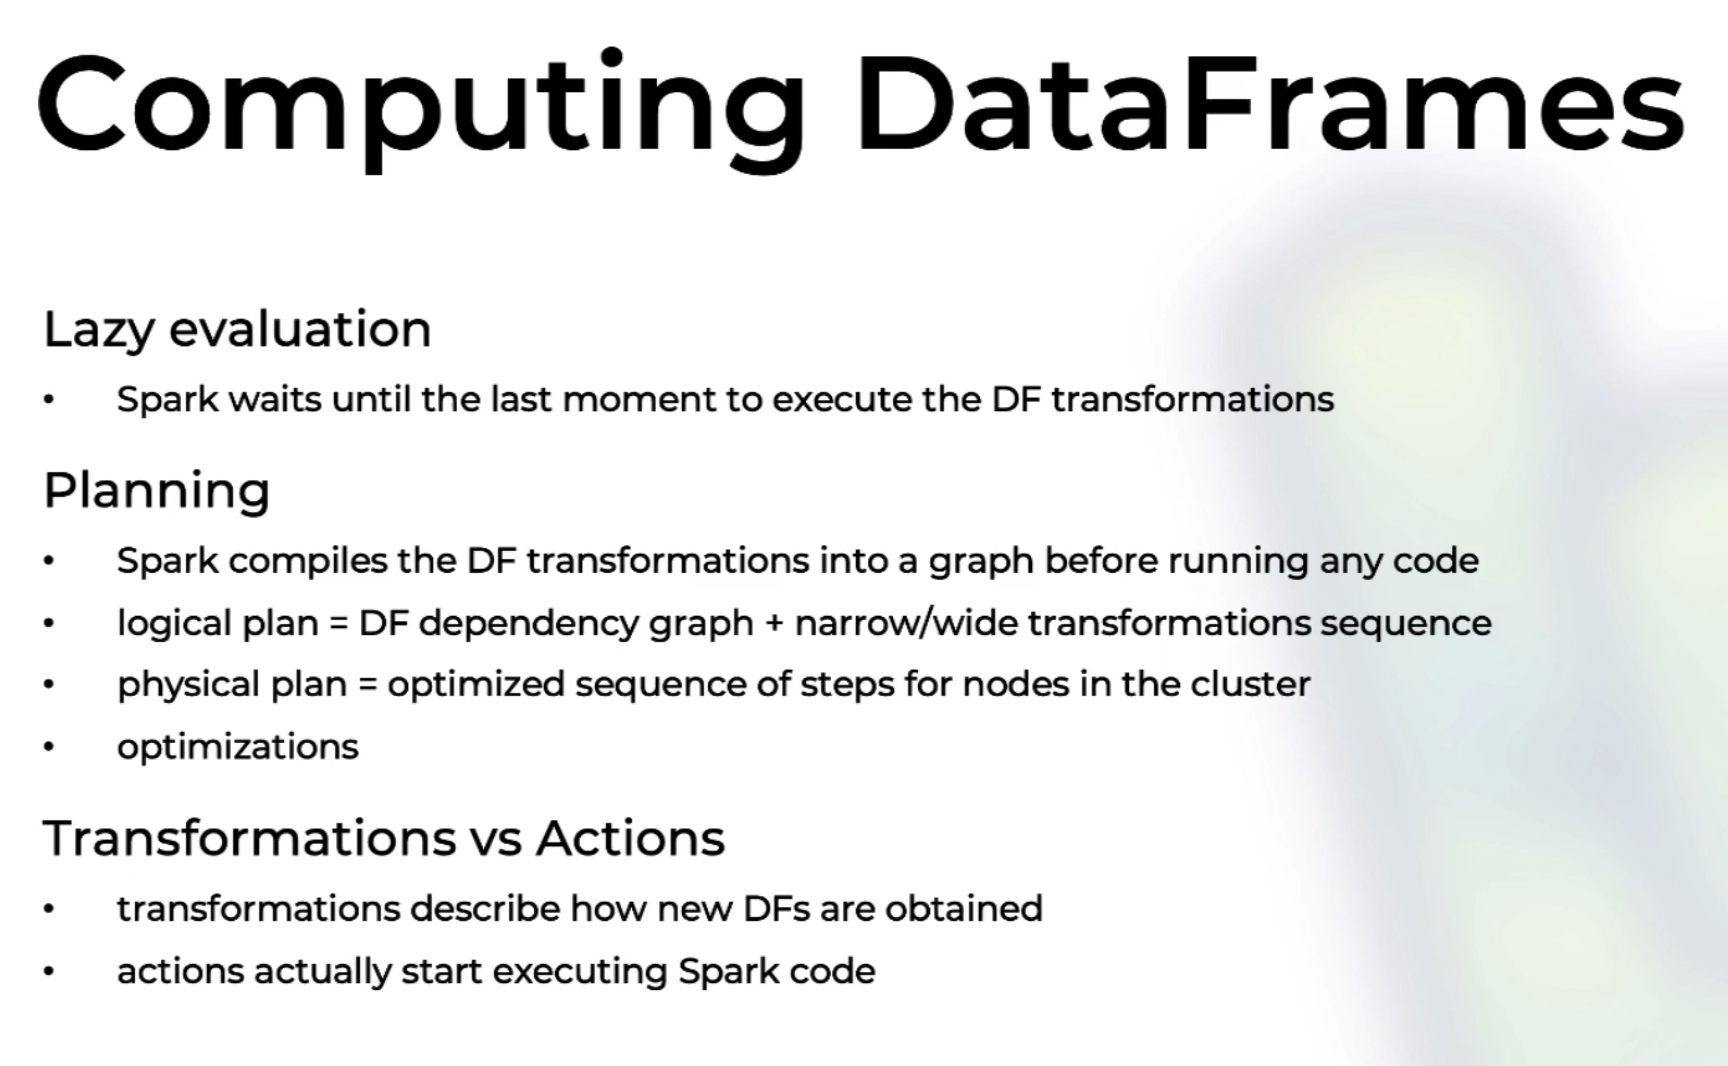 Computing DataFrames
Lazy evaluation
• Spark waits until the last moment to execute the DF transformations
Planning
• Spark compiles the DF transformations into a graph before running any code
• logical plan = DF dependency graph + narrow/wide transformations sequence
• physical plan = optimized sequence of steps for nodes in the cluster
• optimizations
Transformations vs Actions
• transformations describe how new DFs are obtained
• actions actually start executing Spark code